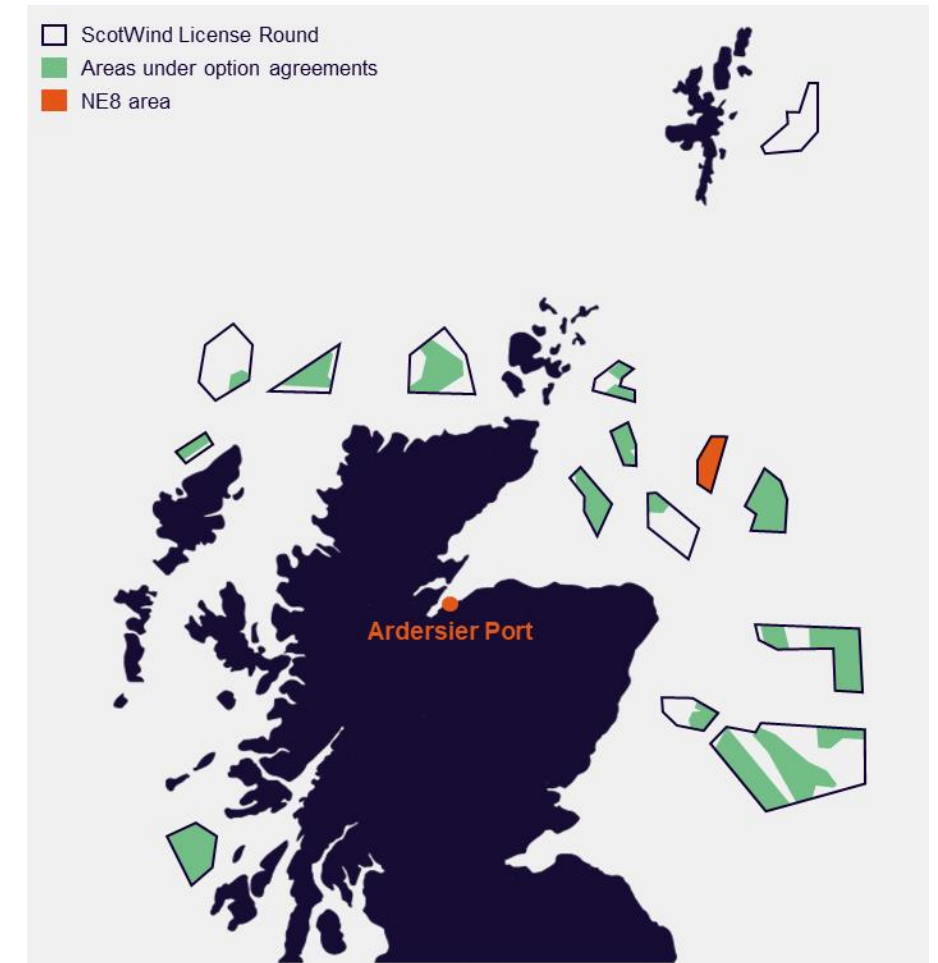 ScotWind License Round
Areas under option agreements
NE8 area
Ardersier Port